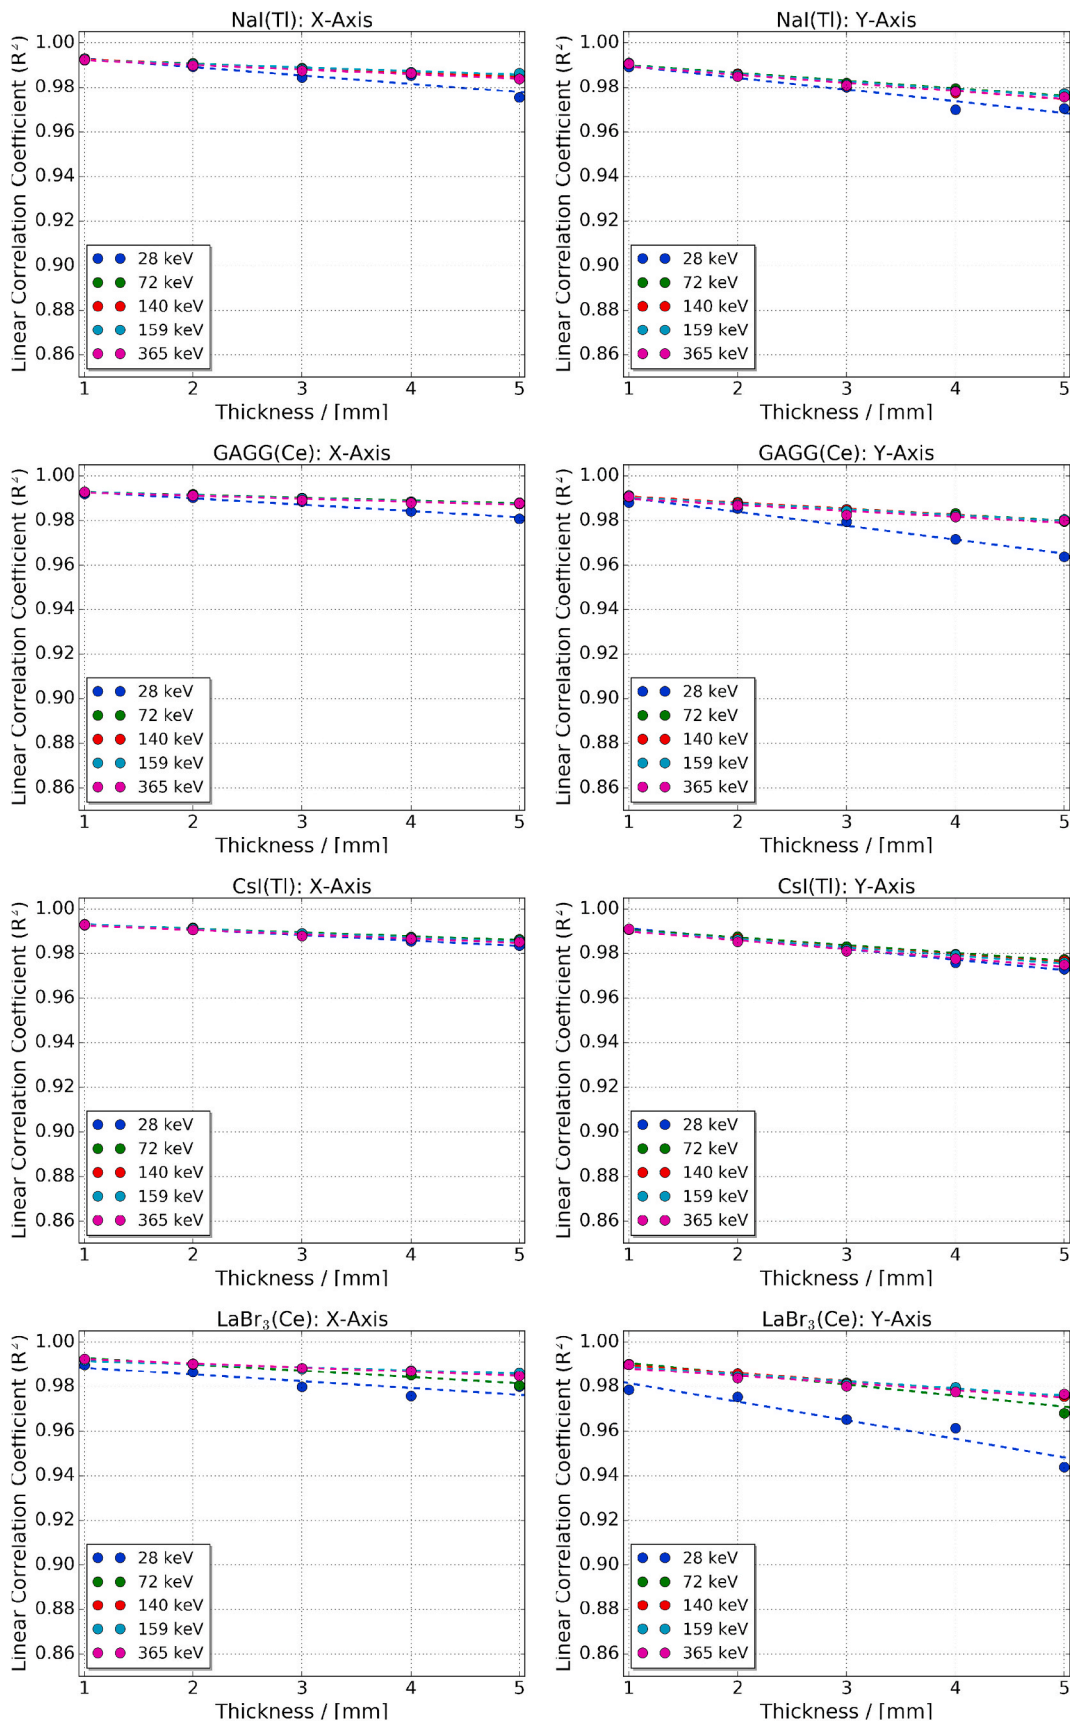 NaI(Tl): X-Axis
Linear Correlation Coefficient (R²)
1.00
0.98
0.96
0.94
0.92
0.90
0.88
0.86
28 keV
72 keV
140 keV
159 keV
365 keV
1 2 3 4 5
Thickness / [mm]
NaI(Tl): Y-Axis
Linear Correlation Coefficient (R²)
1.00
0.98
0.96
0.94
0.92
0.90
0.88
0.86
28 keV
72 keV
140 keV
159 keV
365 keV
1 2 3 4 5
Thickness / [mm]
GAGG(Ce): X-Axis
Linear Correlation Coefficient (R²)
1.00
0.98
0.96
0.94
0.92
0.90
0.88
0.86
28 keV
72 keV
140 keV
159 keV
365 keV
1 2 3 4 5
Thickness / [mm]
GAGG(Ce): Y-Axis
Linear Correlation Coefficient (R²)
1.00
0.98
0.96
0.94
0.92
0.90
0.88
0.86
28 keV
72 keV
140 keV
159 keV
365 keV
1 2 3 4 5
Thickness / [mm]
CsI(Tl): X-Axis
Linear Correlation Coefficient (R²)
1.00
0.98
0.96
0.94
0.92
0.90
0.88
0.86
28 keV
72 keV
140 keV
159 keV
365 keV
1 2 3 4 5
Thickness / [mm]
CsI(Tl): Y-Axis
Linear Correlation Coefficient (R²)
1.00
0.98
0.96
0.94
0.92
0.90
0.88
0.86
28 keV
72 keV
140 keV
159 keV
365 keV
1 2 3 4 5
Thickness / [mm]
LaBr₃(Ce): X-Axis
Linear Correlation Coefficient (R²)
1.00
0.98
0.96
0.94
0.92
0.90
0.88
0.86
28 keV
72 keV
140 keV
159 keV
365 keV
1 2 3 4 5
Thickness / [mm]
LaBr₃(Ce): Y-Axis
Linear Correlation Coefficient (R²)
1.00
0.98
0.96
0.94
0.92
0.90
0.88
0.86
28 keV
72 keV
140 keV
159 keV
365 keV
1 2 3 4 5
Thickness / [mm]